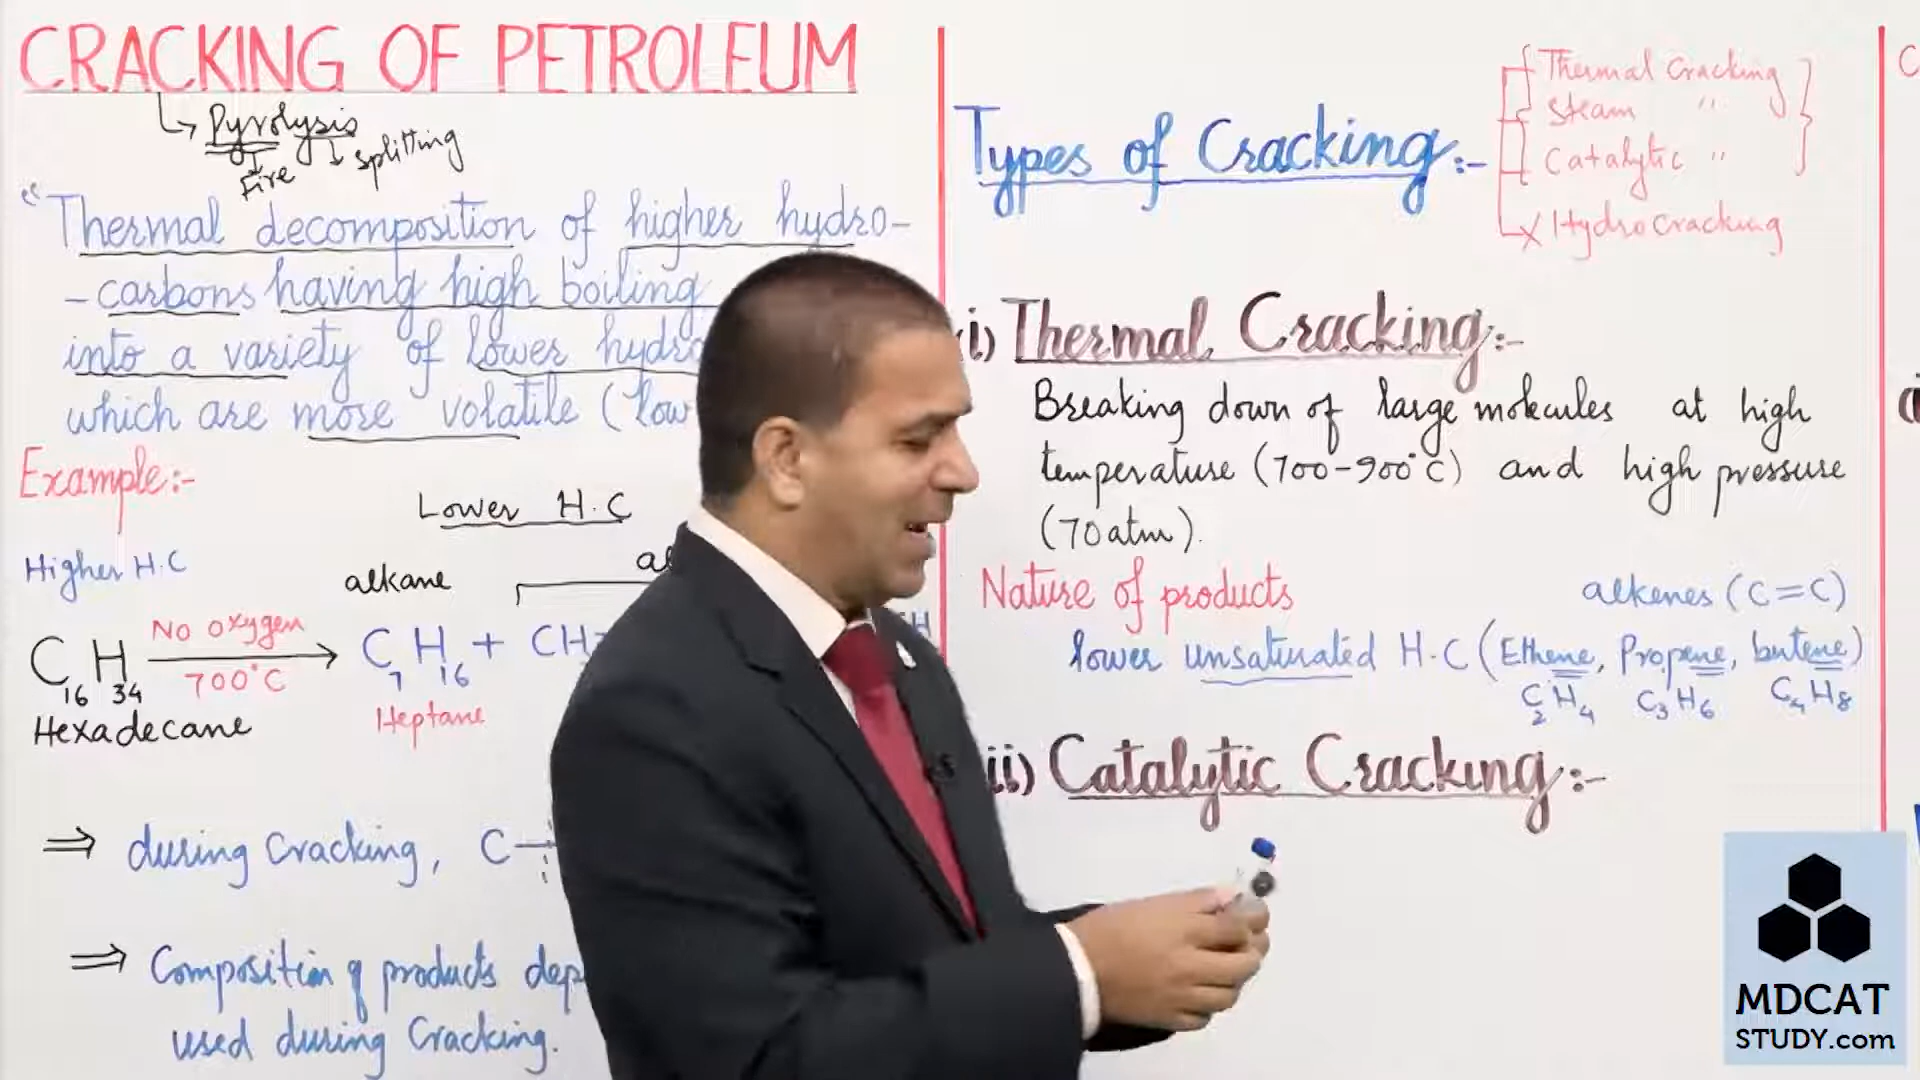 CRACKING OF PETROLEUM
Pyrolysis
Fire splitting
"Thermal decomposition of higher hydro-
-carbons having high boiling
into a variety of lower hydro
which are more volatile (low
Example:-
Lower H.C
Higher H.C
alkane
C16H34 No oxygen 700°C C7H16 + CH
Hexadecane
Heptane
⇒ during Cracking, C-
⇒ Composition of products dep
used during Cracking.
Types of Cracking:-
Thermal Cracking
Steam "
Catalytic "
Hydrocracking
i) Thermal Cracking:-
Breaking down of large molecules at high
temperature (700-900°C) and high pressure
(70atm).
Nature of products
alkenes (C=C)
lower unsaturated H.C (Ethene, Propene, butene)
C2H4 C3H6 C4H8
ii) Catalytic Cracking:-
MDCAT
STUDY.com